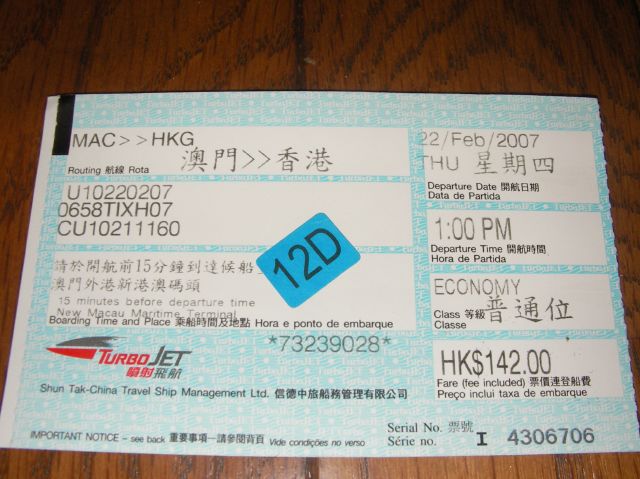 MAC>>HKG
澳門>>香港
Routing 航線 Rota
22/Feb/2007
THU 星期四
Departure Date 開航日期
Data de Partida
U10220207
0658TIXH07
CU10211160
1:00 PM
Departure Time 開航時間
Hora de Partida
12D
請於開航前15分鐘到達候船
澳門外港新港澳碼頭
15 minutes before departure time
New Macau Maritime Terminal
Boarding Time and Place 乘船時間及地點 Hora e ponto de embarque
ECONOMY
Class 等級 普通位
Classe
*73239028*
HK$142.00
Fare (fee included) 票價連登船費
Preço inclui taxa de embarque
TURBOJET
噴射飛航
Shun Tak-China Travel Ship Management Ltd. 信德中旅船務管理有限公司
IMPORTANT NOTICE – see back 重要事項—請參閱背頁 Vide condições no verso
Serial No. 票號
Série no. I 4306706